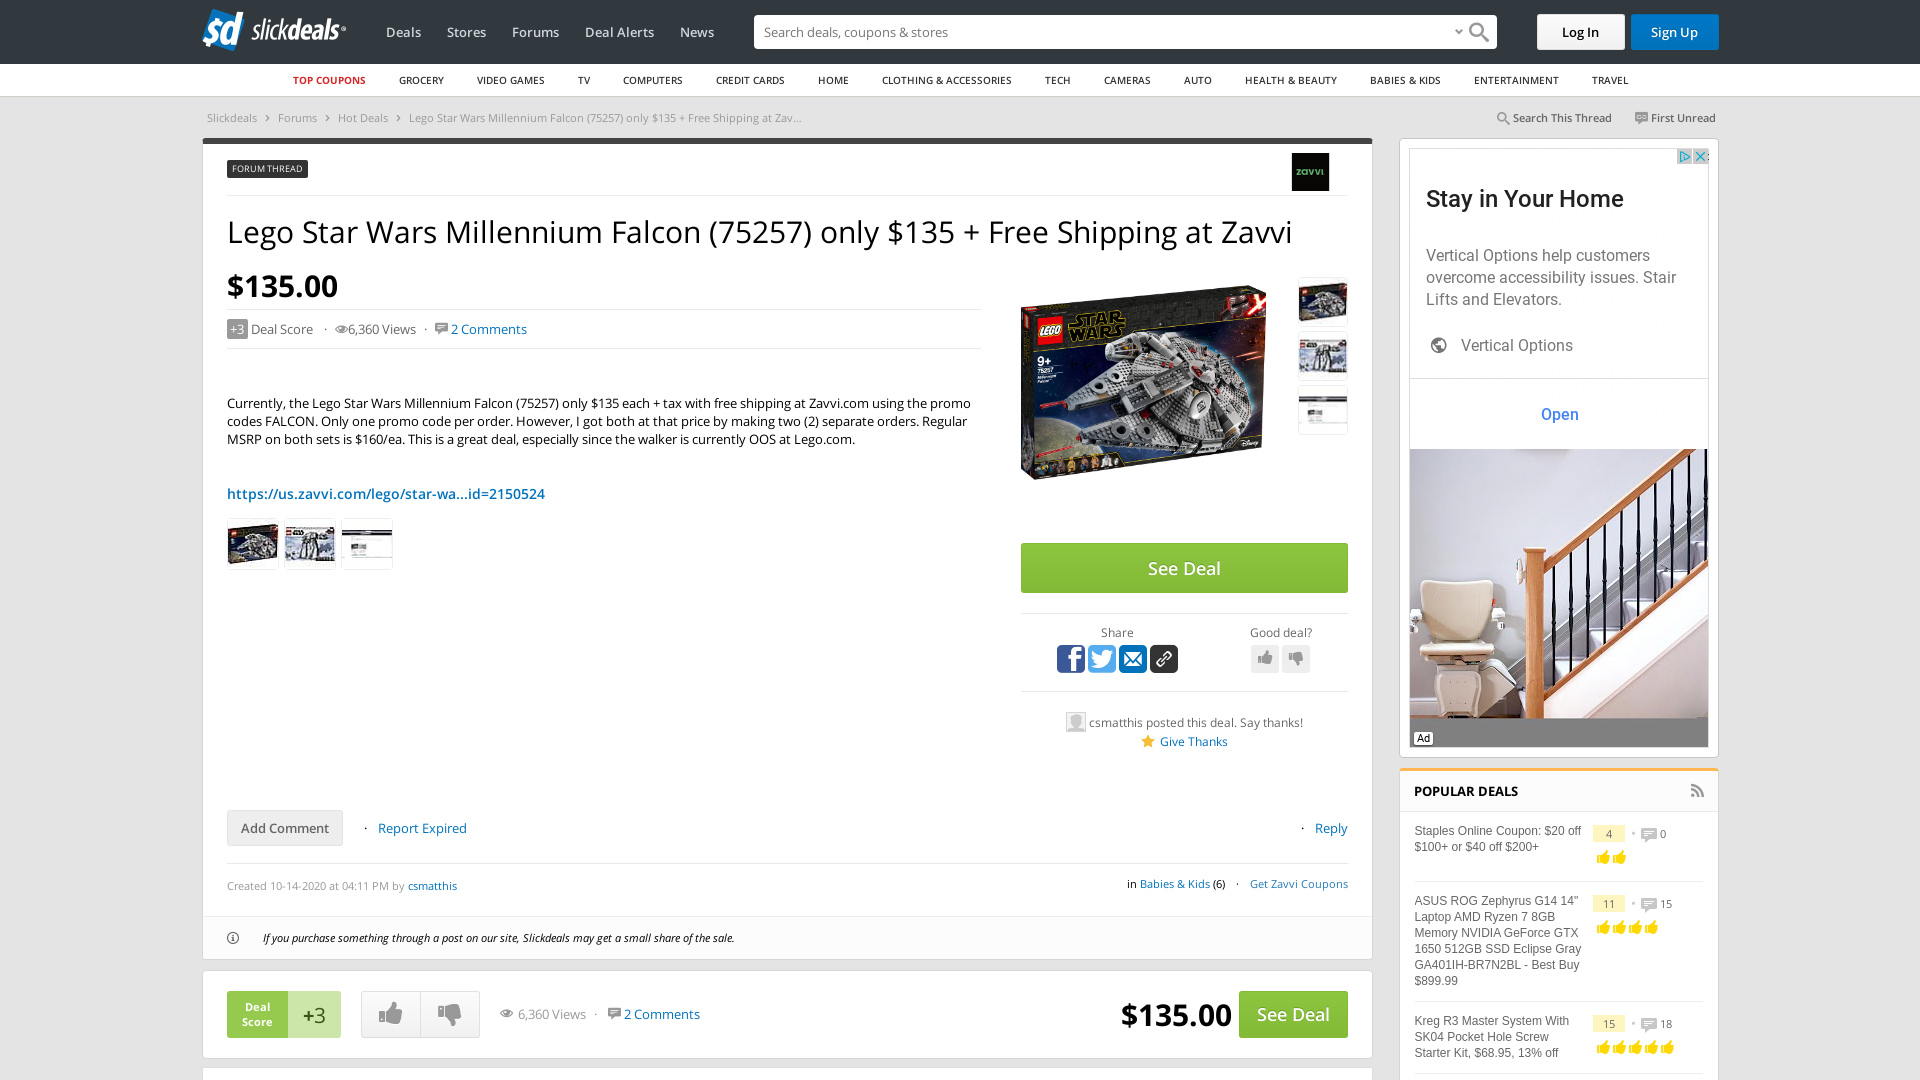 slickdeals
Deals
Stores
Forums
Deal Alerts
News
Search deals, coupons & stores
Log In
Sign Up
TOP COUPONS
GROCERY
VIDEO GAMES
TV
COMPUTERS
CREDIT CARDS
HOME
CLOTHING & ACCESSORIES
TECH
CAMERAS
AUTO
HEALTH & BEAUTY
BABIES & KIDS
ENTERTAINMENT
TRAVEL
Slickdeals
Forums
Hot Deals
Lego Star Wars Millennium Falcon (75257) only $135 + Free Shipping at Zav...
Search This Thread
First Unread
FORUM THREAD
zavvi
Lego Star Wars Millennium Falcon (75257) only $135 + Free Shipping at Zavvi
$135.00
+3 Deal Score · 6,360 Views · 2 Comments
Currently, the Lego Star Wars Millennium Falcon (75257) only $135 each + tax with free shipping at Zavvi.com using the promo
codes FALCON. Only one promo code per order. However, I got both at that price by making two (2) separate orders. Regular
MSRP on both sets is $160/ea. This is a great deal, especially since the walker is currently OOS at Lego.com.
https://us.zavvi.com/lego/star-wa...id=2150524
LEGO
STAR
WARS
9+
75257
Disney
See Deal
Share
Good deal?
csmatthis posted this deal. Say thanks!
Give Thanks
Add Comment
· Report Expired
· Reply
Created 10-14-2020 at 04:11 PM by csmatthis
in Babies & Kids (6) · Get Zavvi Coupons
If you purchase something through a post on our site, Slickdeals may get a small share of the sale.
Deal
Score
+3
6,360 Views · 2 Comments
$135.00
See Deal
Stay in Your Home
Vertical Options help customers
overcome accessibility issues. Stair
Lifts and Elevators.
Vertical Options
Open
Ad
POPULAR DEALS
Staples Online Coupon: $20 off
$100+ or $40 off $200+
4
0
ASUS ROG Zephyrus G14 14"
Laptop AMD Ryzen 7 8GB
Memory NVIDIA GeForce GTX
1650 512GB SSD Eclipse Gray
GA401IH-BR7N2BL - Best Buy
$899.99
11
15
Kreg R3 Master System With
SK04 Pocket Hole Screw
Starter Kit, $68.95, 13% off
15
18